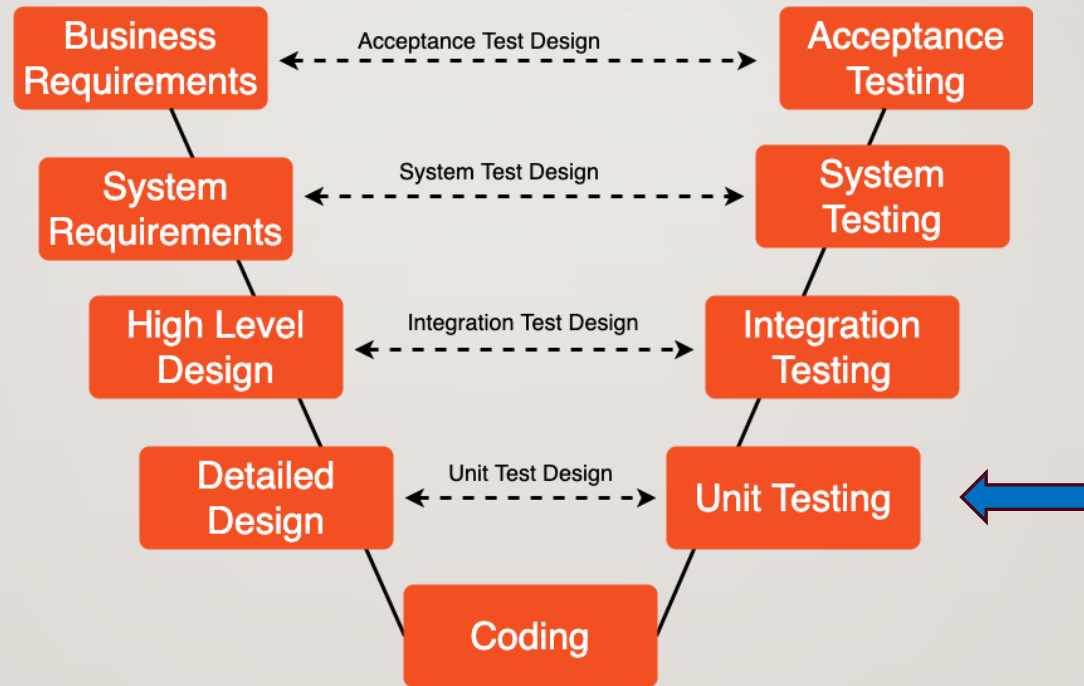 Business
Requirements
Acceptance Test Design
Acceptance
Testing
System
Requirements
System Test Design
System
Testing
High Level
Design
Integration Test Design
Integration
Testing
Detailed
Design
Unit Test Design
Unit Testing
Coding